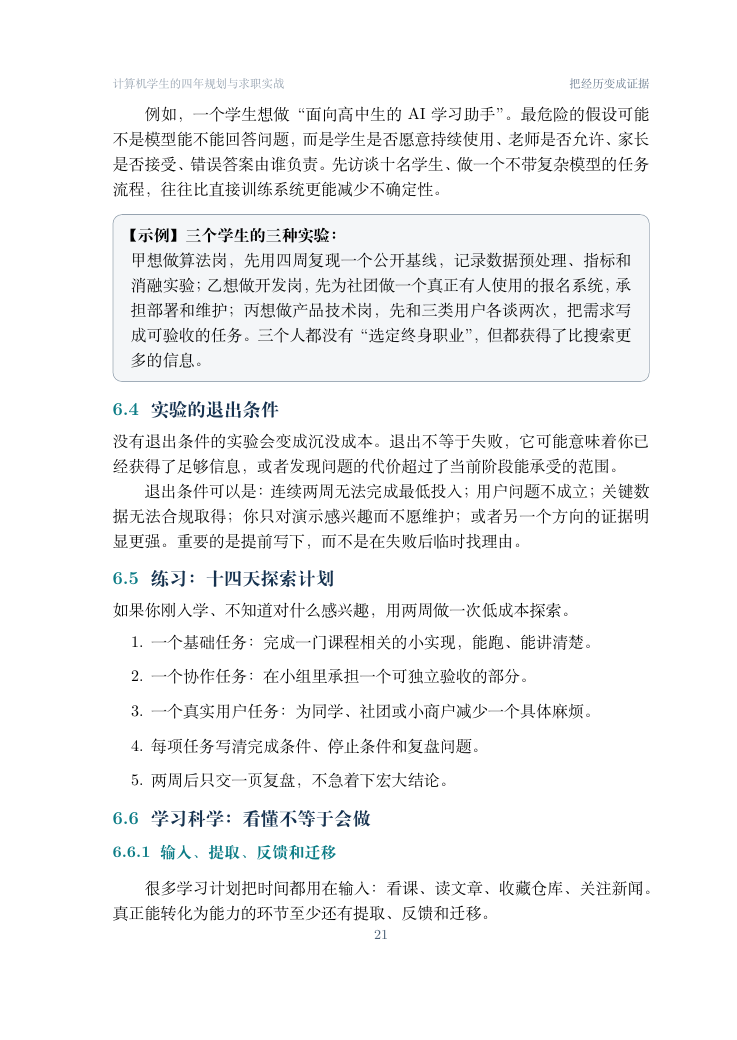 计算机学生的四年规划与求职实战
把经历变成证据
例如，一个学生想做“面向高中生的 AI 学习助手”。最危险的假设可能
不是模型能不能回答问题，而是学生是否愿意持续使用、老师是否允许、家长
是否接受、错误答案由谁负责。先访谈十名学生、做一个不带复杂模型的任务
流程，往往比直接训练系统更能减少不确定性。
【示例】三个学生的三种实验：
甲想做算法岗，先用四周复现一个公开基线，记录数据预处理、指标和
消融实验；乙想做开发岗，先为社团做一个真正有人使用的报名系统，承
担部署和维护；丙想做产品技术岗，先和三类用户各谈两次，把需求写
成可验收的任务。三个人都没有“选定终身职业”，但都获得了比搜索更
多的信息。
6.4 实验的退出条件
没有退出条件的实验会变成沉没成本。退出不等于失败，它可能意味着你已
经获得了足够信息，或者发现问题的代价超过了当前阶段能承受的范围。
退出条件可以是：连续两周无法完成最低投入；用户问题不成立；关键数
据无法合规取得；你只对演示感兴趣而不愿维护；或者另一个方向的证据明
显更强。重要的是提前写下，而不是在失败后临时找理由。
6.5 练习：十四天探索计划
如果你刚入学、不知道对什么感兴趣，用两周做一次低成本探索。
1. 一个基础任务：完成一门课程相关的小实现，能跑、能讲清楚。
2. 一个协作任务：在小组里承担一个可独立验收的部分。
3. 一个真实用户任务：为同学、社团或小商户减少一个具体麻烦。
4. 每项任务写清完成条件、停止条件和复盘问题。
5. 两周后只交一页复盘，不急着下宏大结论。
6.6 学习科学：看懂不等于会做
6.6.1 输入、提取、反馈和迁移
很多学习计划把时间都用在输入：看课、读文章、收藏仓库、关注新闻。
真正能转化为能力的环节至少还有提取、反馈和迁移。
21